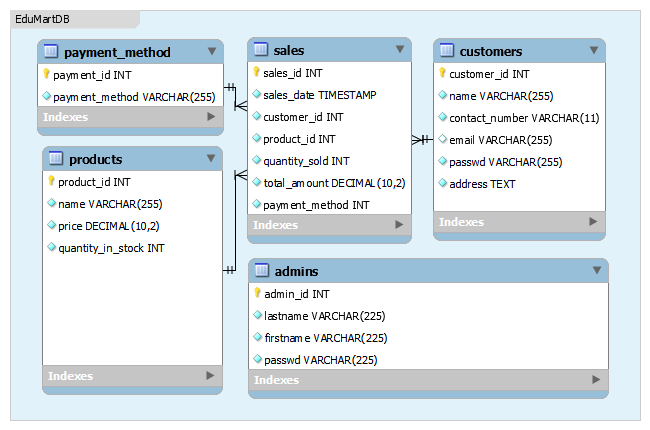 EduMartDB
payment_method
payment_id INT
payment_method VARCHAR(255)
Indexes
products
product_id INT
name VARCHAR(255)
price DECIMAL(10,2)
quantity_in_stock INT
Indexes
sales
sales_id INT
sales_date TIMESTAMP
customer_id INT
product_id INT
quantity_sold INT
total_amount DECIMAL(10,2)
payment_method INT
Indexes
customers
customer_id INT
name VARCHAR(255)
contact_number VARCHAR(11)
email VARCHAR(255)
passwd VARCHAR(255)
address TEXT
Indexes
admins
admin_id INT
lastname VARCHAR(225)
firstname VARCHAR(225)
passwd VARCHAR(225)
Indexes